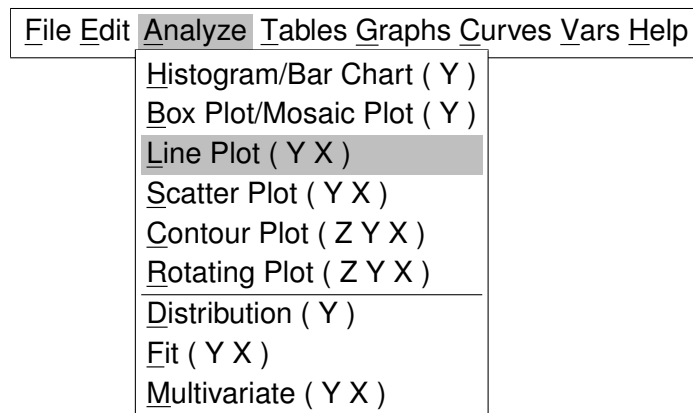 File Edit Analyze Tables Graphs Curves Vars Help
Histogram/Bar Chart ( Y )
Box Plot/Mosaic Plot ( Y )
Line Plot ( Y X )
Scatter Plot ( Y X )
Contour Plot ( Z Y X )
Rotating Plot ( Z Y X )
Distribution ( Y )
Fit ( Y X )
Multivariate ( Y X )